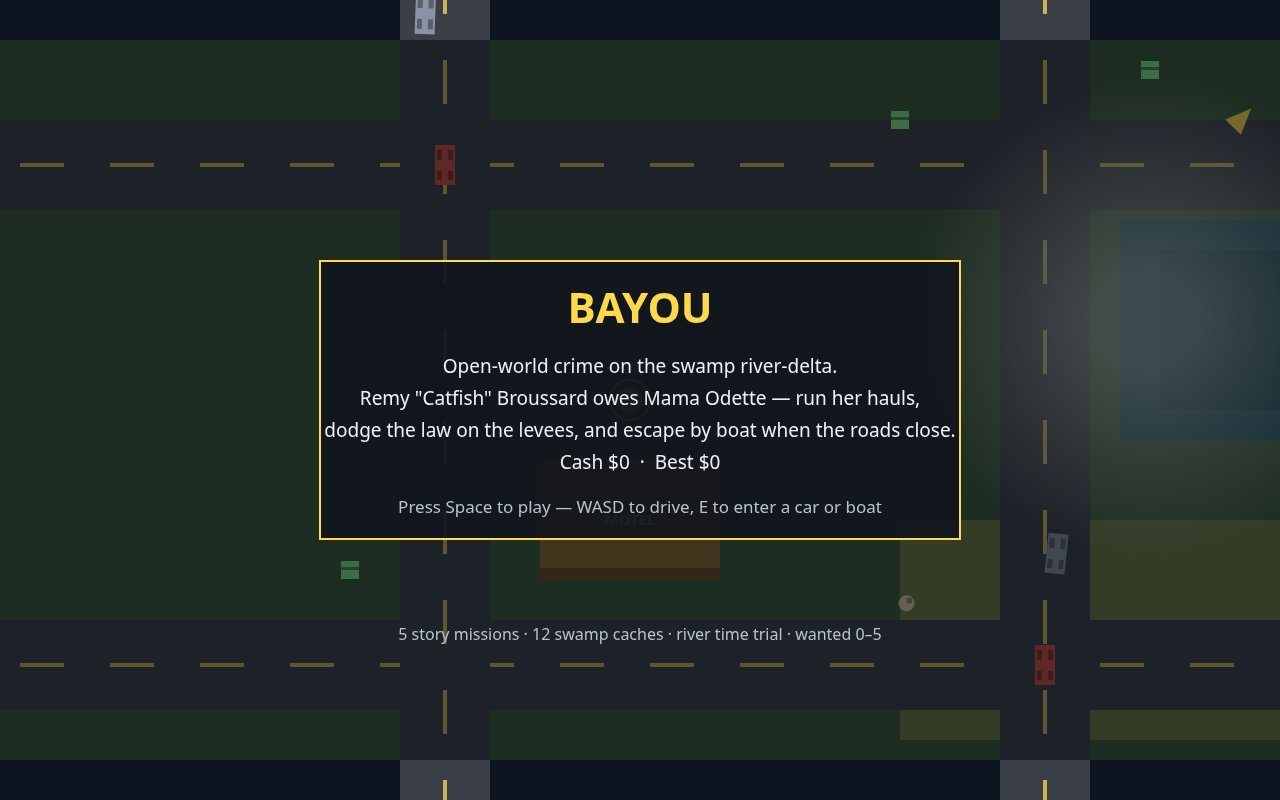 BAYOU
Open-world crime on the swamp river-delta.
Remy "Catfish" Broussard owes Mama Odette — run her hauls,
dodge the law on the levees, and escape by boat when the roads close.
Cash $0 · Best $0
Press Space to play — WASD to drive, E to enter a car or boat
MOTEL
5 story missions · 12 swamp caches · river time trial · wanted 0–5